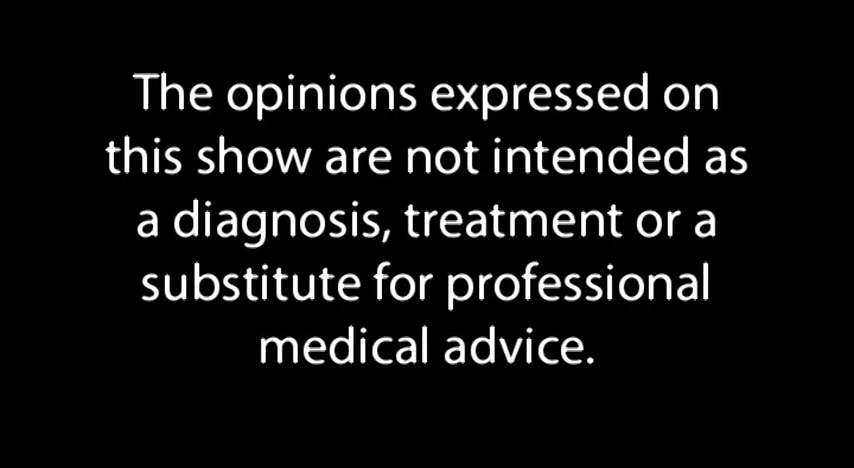 The opinions expressed on
this show are not intended as
a diagnosis, treatment or a
substitute for professional
medical advice.